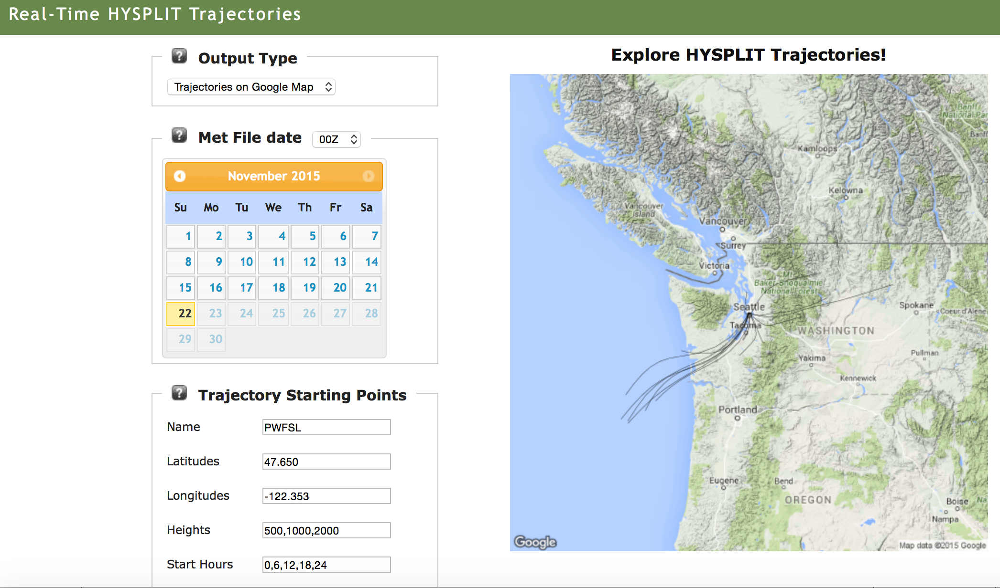 Real-Time HYSPLIT Trajectories
? Output Type
Trajectories on Google Map
? Met File date 00Z
November 2015
Su Mo Tu We Th Fr Sa
1 2 3 4 5 6 7
8 9 10 11 12 13 14
15 16 17 18 19 20 21
22 23 24 25 26 27 28
29 30
? Trajectory Starting Points
Name PWFSL
Latitudes 47.650
Longitudes -122.353
Heights 500,1000,2000
Start Hours 0,6,12,18,24
Explore HYSPLIT Trajectories!
Banff
National Par
Banff
Kamloops
Kelowna
Vancouver
Island
Vancouver
Surrey
Victoria
Mt.
Baker-Snoqualmie
National Forest
Seattle
Spokane
Coeur d'Alene
Tacoma
WASHINGTON
Yakima
Pullman
Kennewick
Portland
Eugene
Bend
OREGON
Boise
Na
Nampa
Google
Map data ©2015 Google